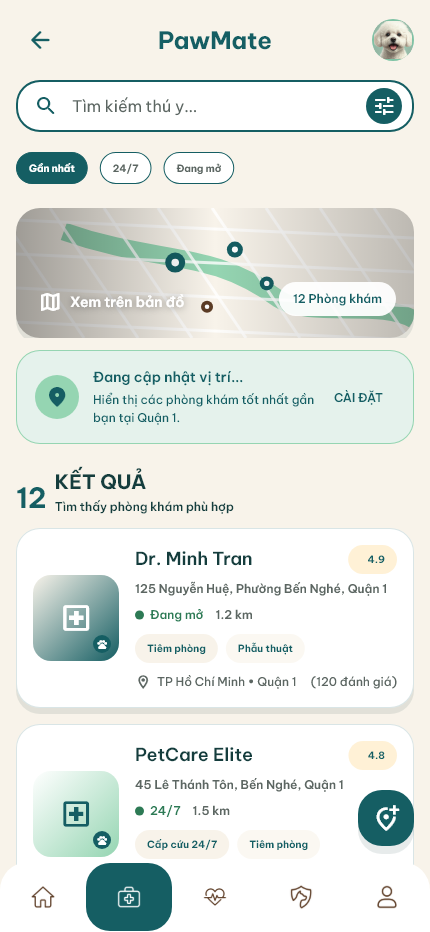 PawMate
Tìm kiếm thú y...
Gần nhất
24/7
Đang mở
Xem trên bản đồ
12 Phòng khám
Đang cập nhật vị trí...
Hiển thị các phòng khám tốt nhất gần
bạn tại Quận 1.
CÀI ĐẶT
12
KẾT QUẢ
Tìm thấy phòng khám phù hợp
Dr. Minh Tran
4.9
125 Nguyễn Huệ, Phường Bến Nghé, Quận 1
Đang mở 1.2 km
Tiêm phòng
Phẫu thuật
TP Hồ Chí Minh • Quận 1 (120 đánh giá)
PetCare Elite
4.8
45 Lê Thánh Tôn, Bến Nghé, Quận 1
24/7 1.5 km
Cấp cứu 24/7
Tiêm phòng